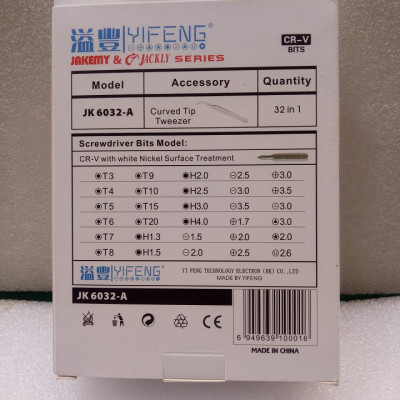 溢豐 YIFENG®
CR-V
BITS
JAKEMY & JACKLY SERIES
Model Accessory Quantity
JK 6032-A Curved Tip Tweezer 32 in 1
Screwdriver Bits Model:
CR-V with white Nickel Surface Treatment
T3 T9 H2.0 2.5 3.0
T4 T10 H2.5 3.0 3.5
T5 T15 H3.0 3.5 3.0
T6 T20 H4.0 1.7 3.0
T7 H1.3 1.5 2.0 2.0
T8 H1.5 2.0 2.5 2.6
溢豐 YIFENG
YI FENG TECHNOLOGY ELECTRON (HK) CO.,LTD
MADE BY YIFENG
JK 6032-A
CE
6 949639 100016
MADE IN CHINA